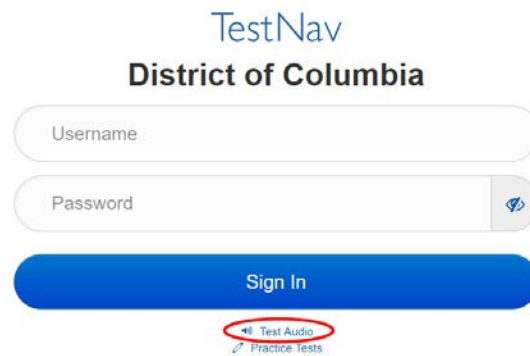 TestNav
District of Columbia
Username
Password
Sign In
Test Audio
Practice Tests